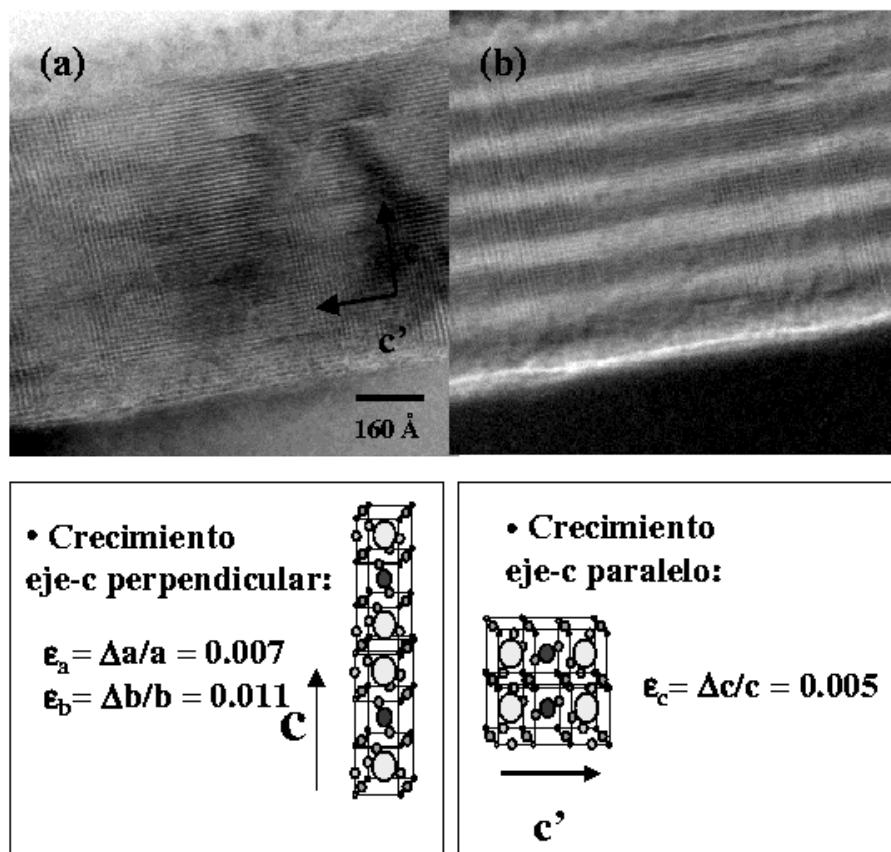 (a)
(b)
c'
160 Å
• Crecimiento
eje-c perpendicular:
εa= Δa/a = 0.007
εb= Δb/b = 0.011
c
• Crecimiento
eje-c paralelo:
εc= Δc/c = 0.005
c'